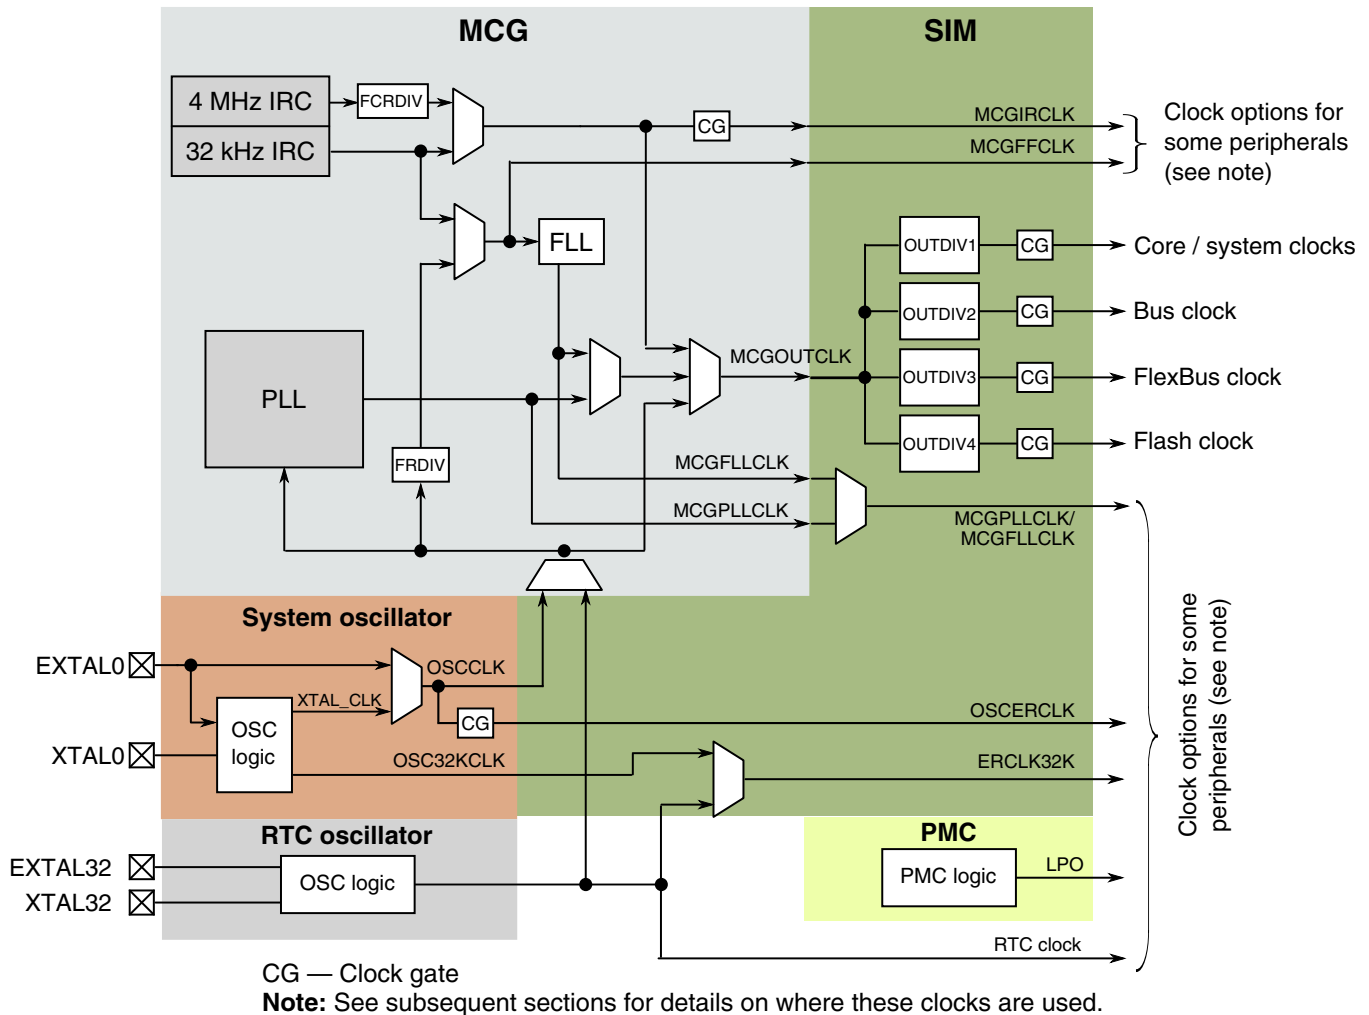 MCG
SIM
4 MHz IRC
FCRDIV
32 kHz IRC
CG
MCGIRCLK
MCGFFCLK
Clock options for
some peripherals
(see note)
FLL
OUTDIV1
CG
Core / system clocks
OUTDIV2
CG
Bus clock
PLL
MCGOUTCLK
OUTDIV3
CG
FlexBus clock
OUTDIV4
CG
Flash clock
FRDIV
MCGFLLCLK
MCGPLLCLK
MCGPLLCLK/
MCGFLLCLK
System oscillator
EXTAL0
OSCCLK
XTAL_CLK
OSC
logic
CG
OSCERCLK
XTAL0
OSC32KCLK
ERCLK32K
Clock options for some
peripherals (see note)
RTC oscillator
PMC
EXTAL32
OSC logic
PMC logic
LPO
XTAL32
RTC clock
CG — Clock gate
Note: See subsequent sections for details on where these clocks are used.